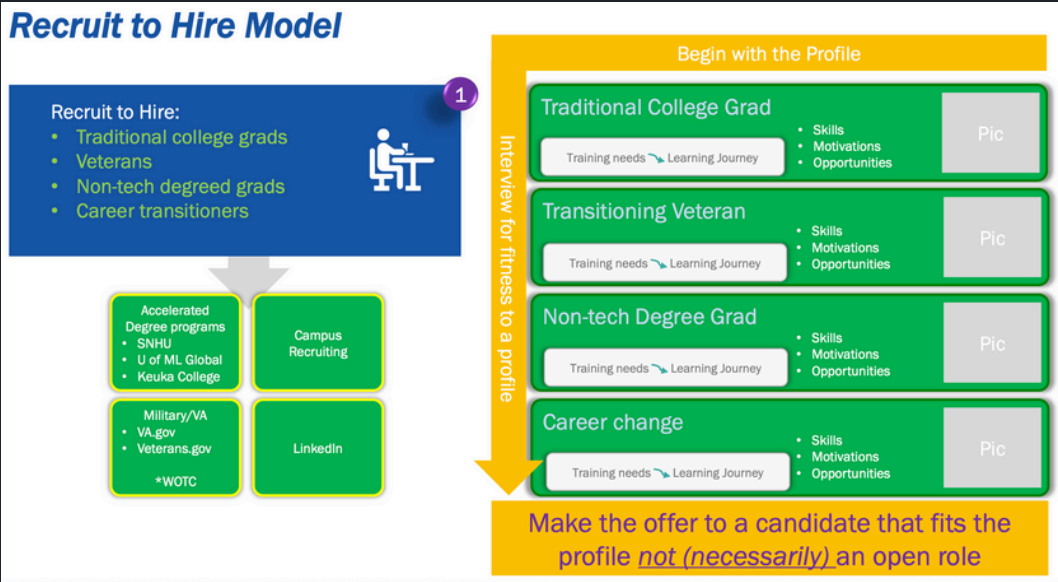 Recruit to Hire Model
1
Recruit to Hire:
• Traditional college grads
• Veterans
• Non-tech degreed grads
• Career transitioners
Accelerated
Degree programs
• SNHU
• U of ML Global
• Keuka College
Campus
Recruiting
Military/VA
• VA.gov
• Veterans.gov
*WOTC
LinkedIn
Begin with the Profile
Interview for fitness to a profile
Traditional College Grad
Training needs Learning Journey
• Skills
• Motivations
• Opportunities
Pic
Transitioning Veteran
Training needs Learning Journey
• Skills
• Motivations
• Opportunities
Pic
Non-tech Degree Grad
Training needs Learning Journey
• Skills
• Motivations
• Opportunities
Pic
Career change
Training needs Learning Journey
• Skills
• Motivations
• Opportunities
Pic
Make the offer to a candidate that fits the
profile not (necessarily) an open role